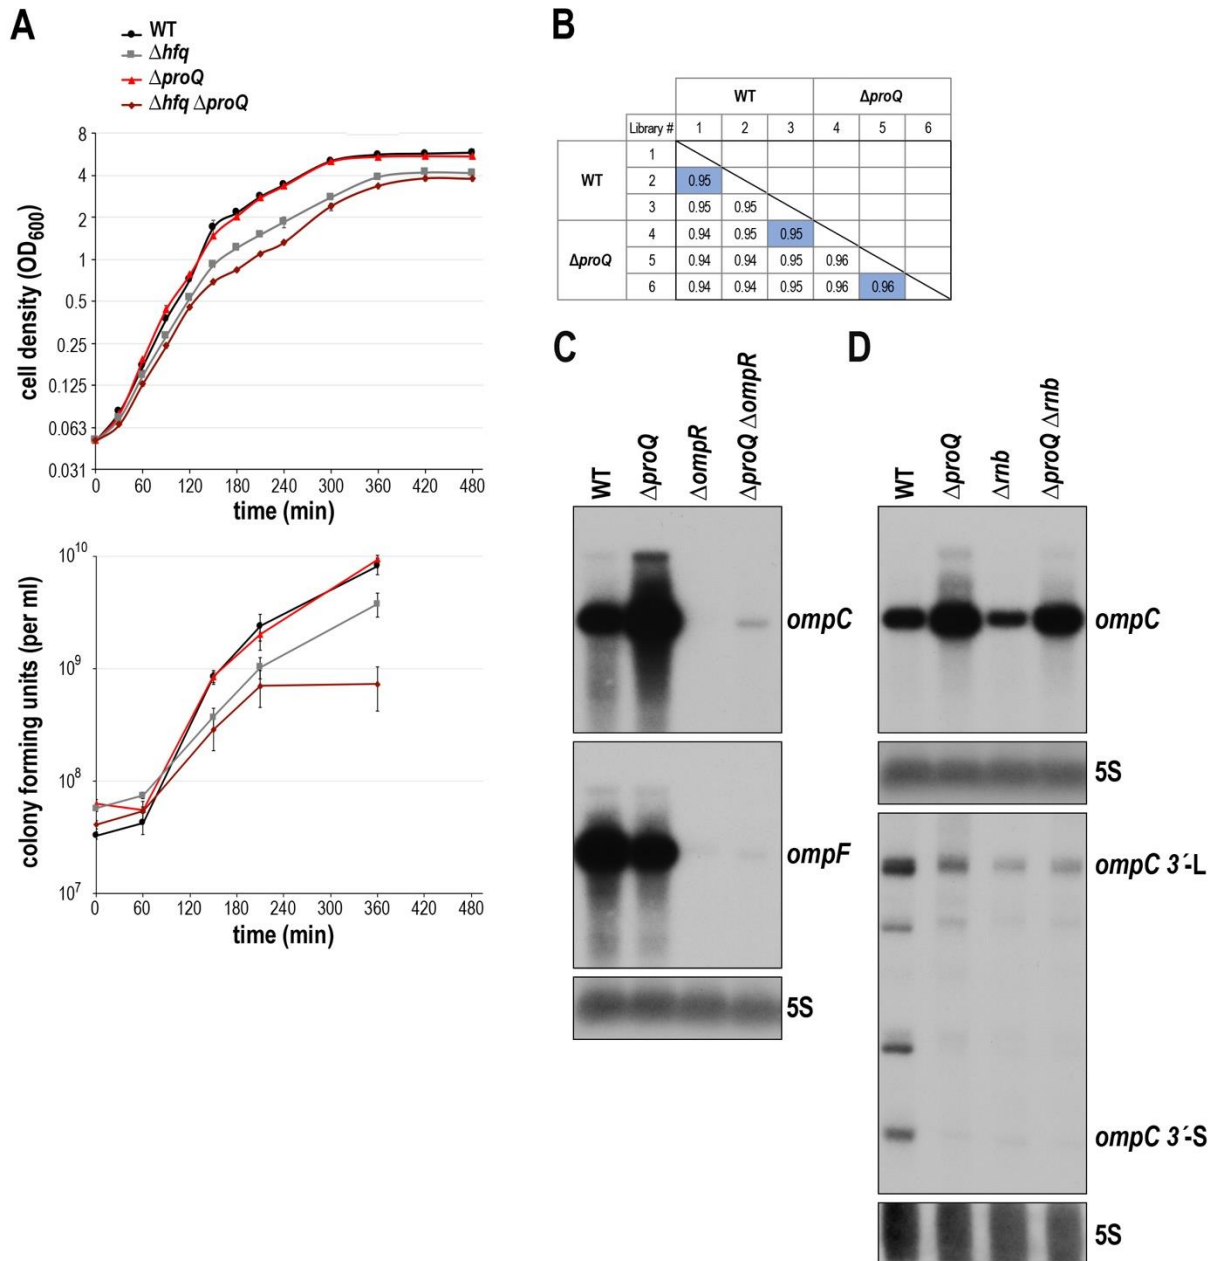 A
WT
Δhfq
ΔproQ
Δhfq ΔproQ
cell density (OD600)
8
4
2
1
0.5
0.25
0.125
0.063
0.031
0 60 120 180 240 300 360 420 480
time (min)
colony forming units (per ml)
10^10
10^9
10^8
10^7
0 60 120 180 240 300 360 420 480
time (min)
B
WT ΔproQ
Library # 1 2 3 4 5 6
WT
1
2 0.95
3 0.95 0.95
ΔproQ
4 0.94 0.95 0.95
5 0.94 0.94 0.95 0.96
6 0.94 0.94 0.95 0.96 0.96
C
WT
ΔproQ
ΔompR
ΔproQ ΔompR
ompC
ompF
5S
D
WT
ΔproQ
Δrnb
ΔproQ Δrnb
ompC
5S
ompC 3´-L
ompC 3´-S
5S